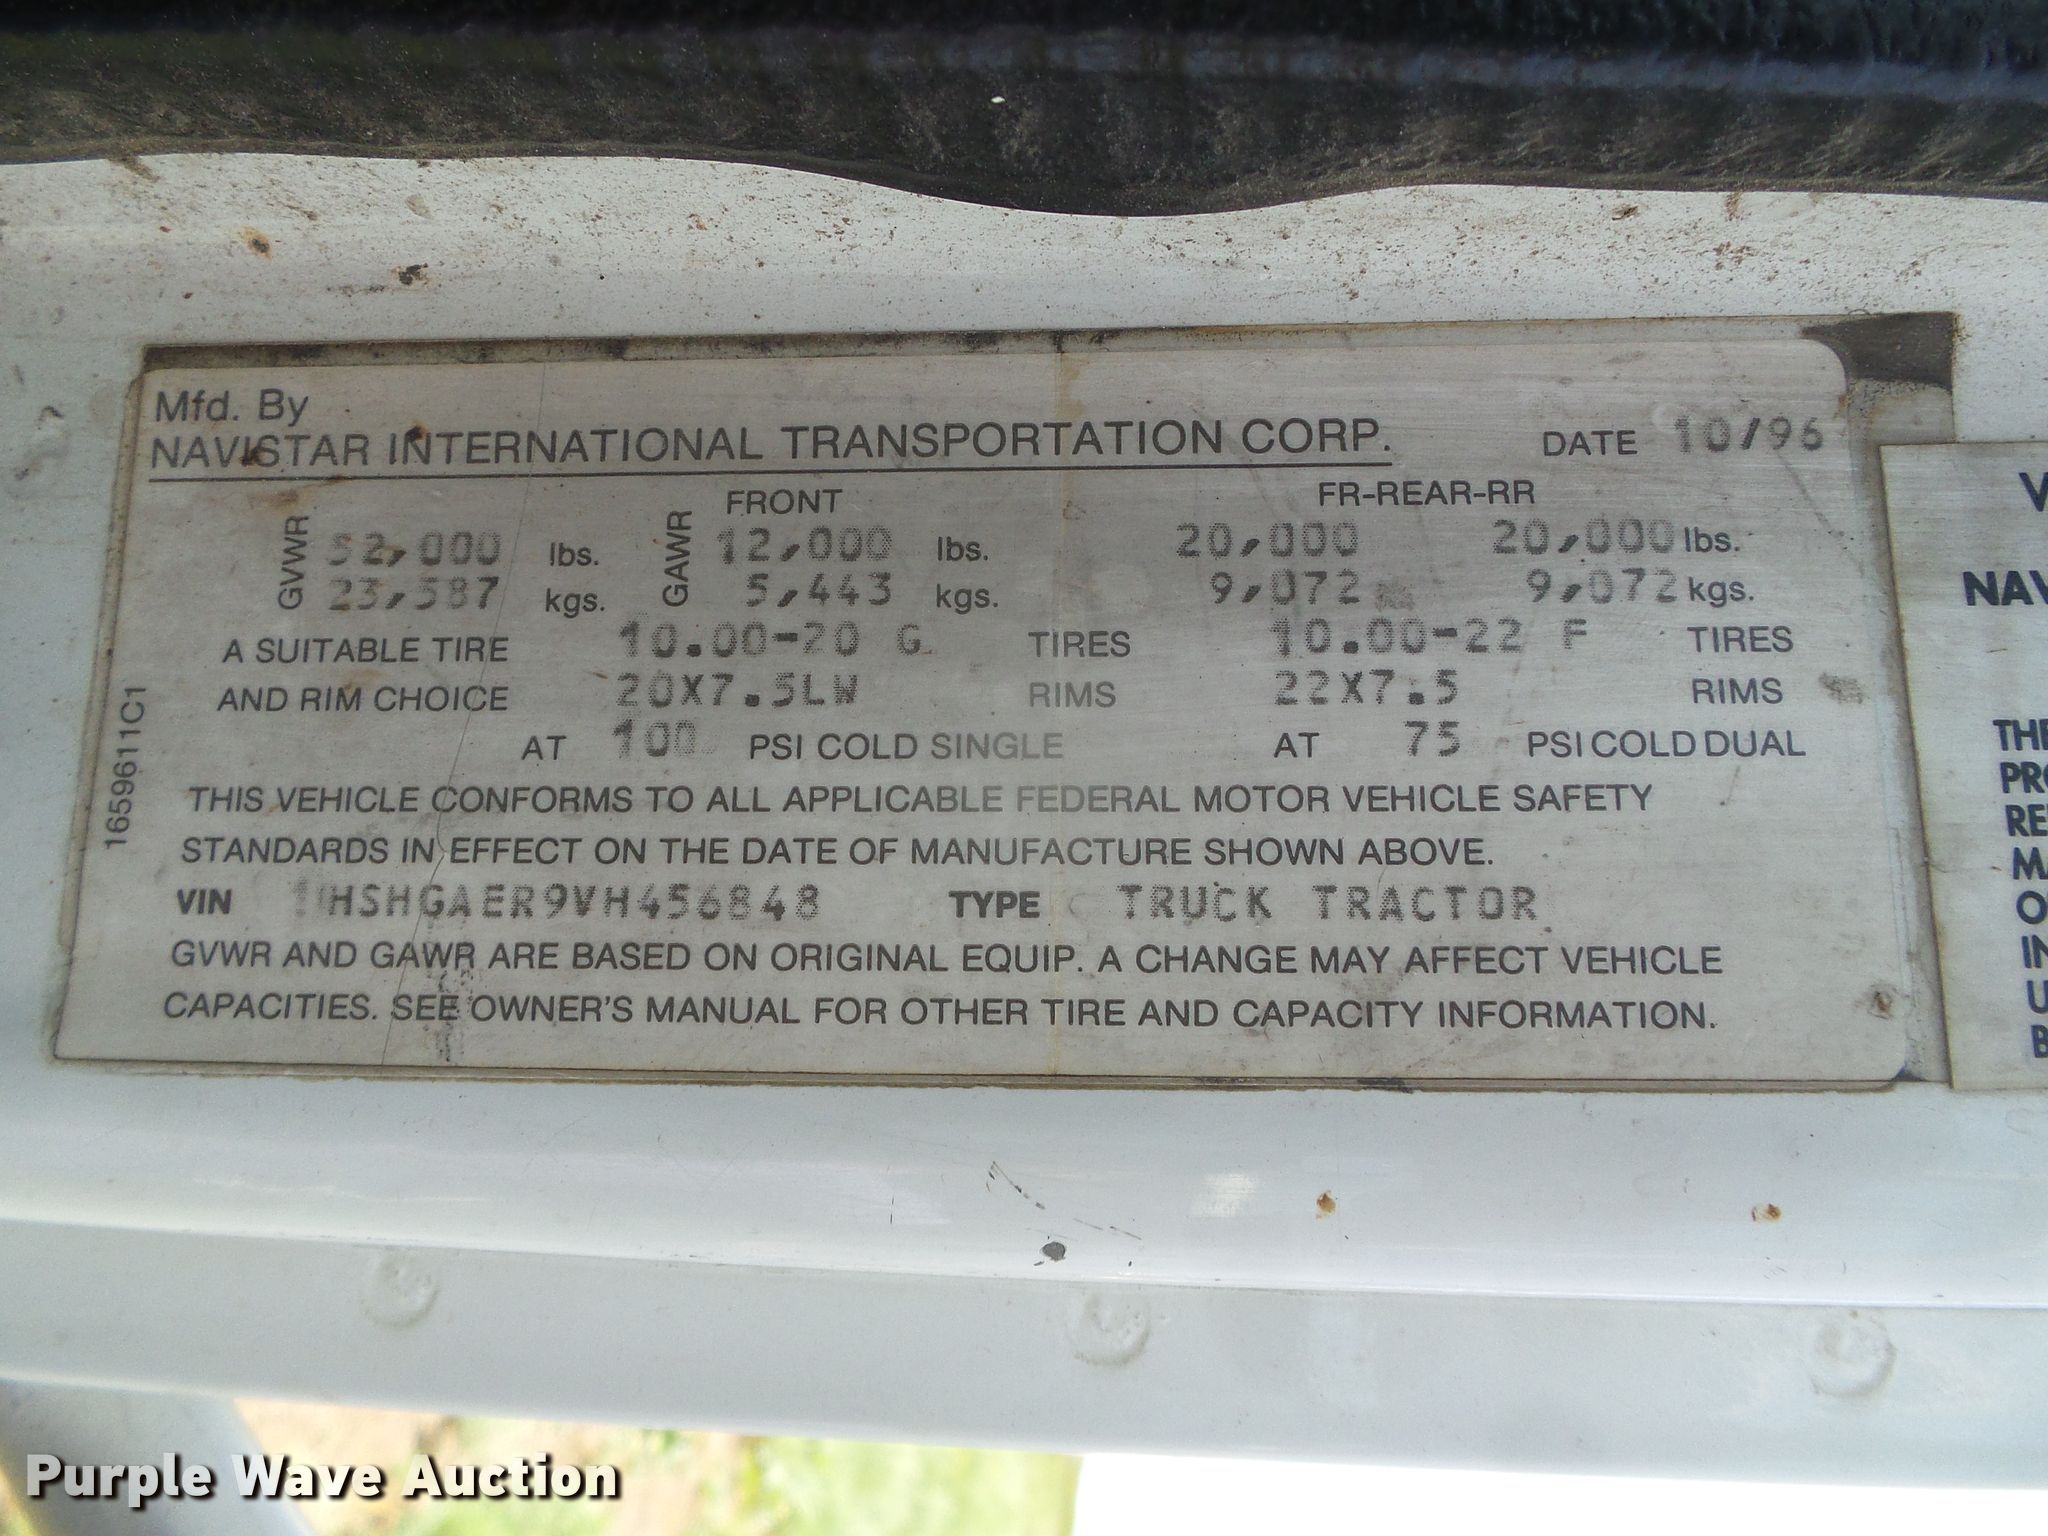 Mfd. By
NAVISTAR INTERNATIONAL TRANSPORTATION CORP. DATE 10/96
FRONT FR-REAR-RR
GVWR 52,000 lbs. GAWR 12,000 lbs. 20,000 20,000 lbs.
23,587 kgs. 5,443 kgs. 9,072 9,072 kgs.
A SUITABLE TIRE 10.00-20 G TIRES 10.00-22 F TIRES
AND RIM CHOICE 20X7.5LW RIMS 22X7.5 RIMS
AT 100 PSI COLD SINGLE AT 75 PSI COLD DUAL
THIS VEHICLE CONFORMS TO ALL APPLICABLE FEDERAL MOTOR VEHICLE SAFETY
STANDARDS IN EFFECT ON THE DATE OF MANUFACTURE SHOWN ABOVE.
VIN 1HSHGAER9VH456848 TYPE TRUCK TRACTOR
GVWR AND GAWR ARE BASED ON ORIGINAL EQUIP. A CHANGE MAY AFFECT VEHICLE
CAPACITIES. SEE OWNER'S MANUAL FOR OTHER TIRE AND CAPACITY INFORMATION.
1659611C1
NAV
Purple Wave Auction